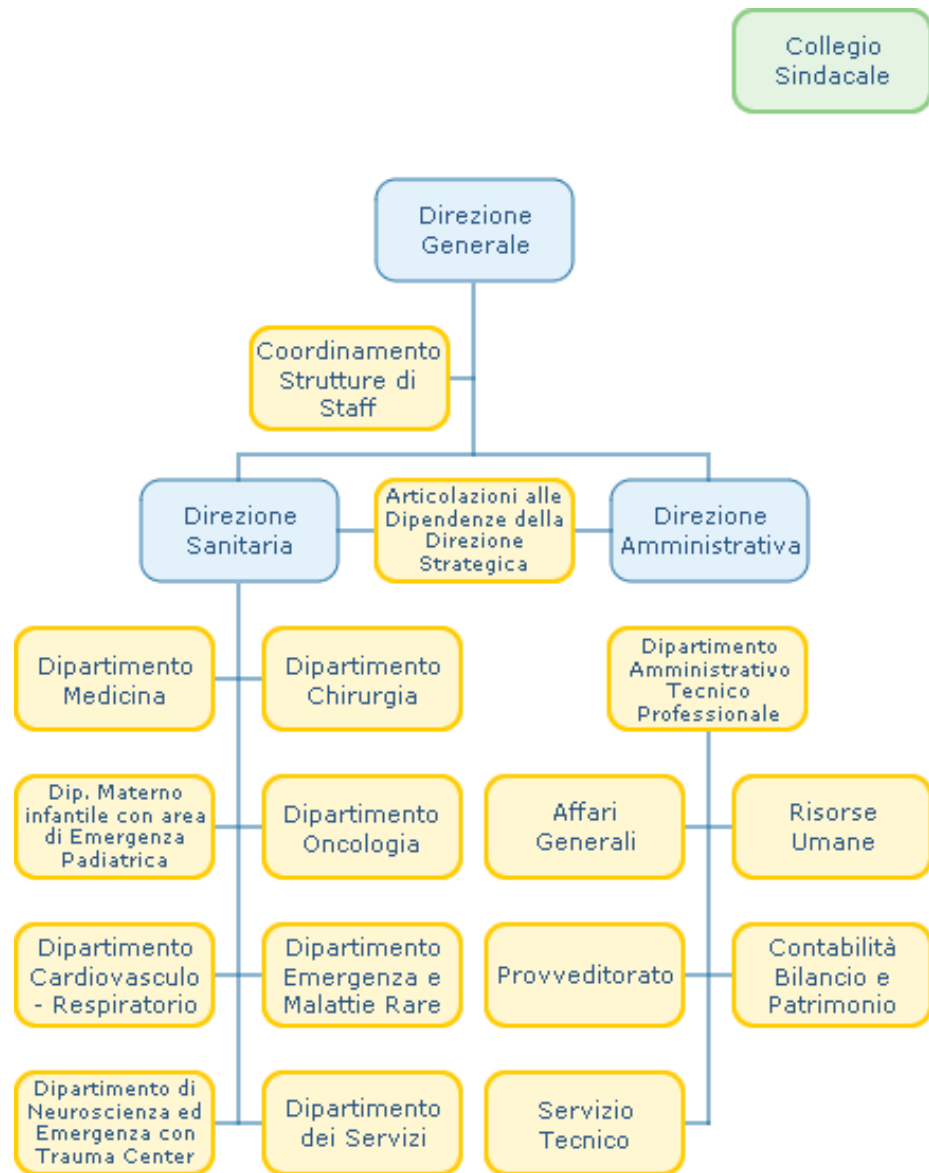 Collegio
Sindacale
Direzione
Generale
Coordinamento
Strutture di
Staff
Direzione
Sanitaria
Articolazioni alle
Dipendenze della
Direzione
Strategica
Direzione
Amministrativa
Dipartimento
Medicina
Dipartimento
Chirurgia
Dipartimento
Amministrativo
Tecnico
Professionale
Dip. Materno
infantile con area
di Emergenza
Padiatrica
Dipartimento
Oncologia
Affari
Generali
Risorse
Umane
Dipartimento
Cardiovasculo
- Respiratorio
Dipartimento
Emergenza e
Malattie Rare
Provveditorato
Contabilità
Bilancio e
Patrimonio
Dipartimento di
Neuroscienza ed
Emergenza con
Trauma Center
Dipartimento
dei Servizi
Servizio
Tecnico